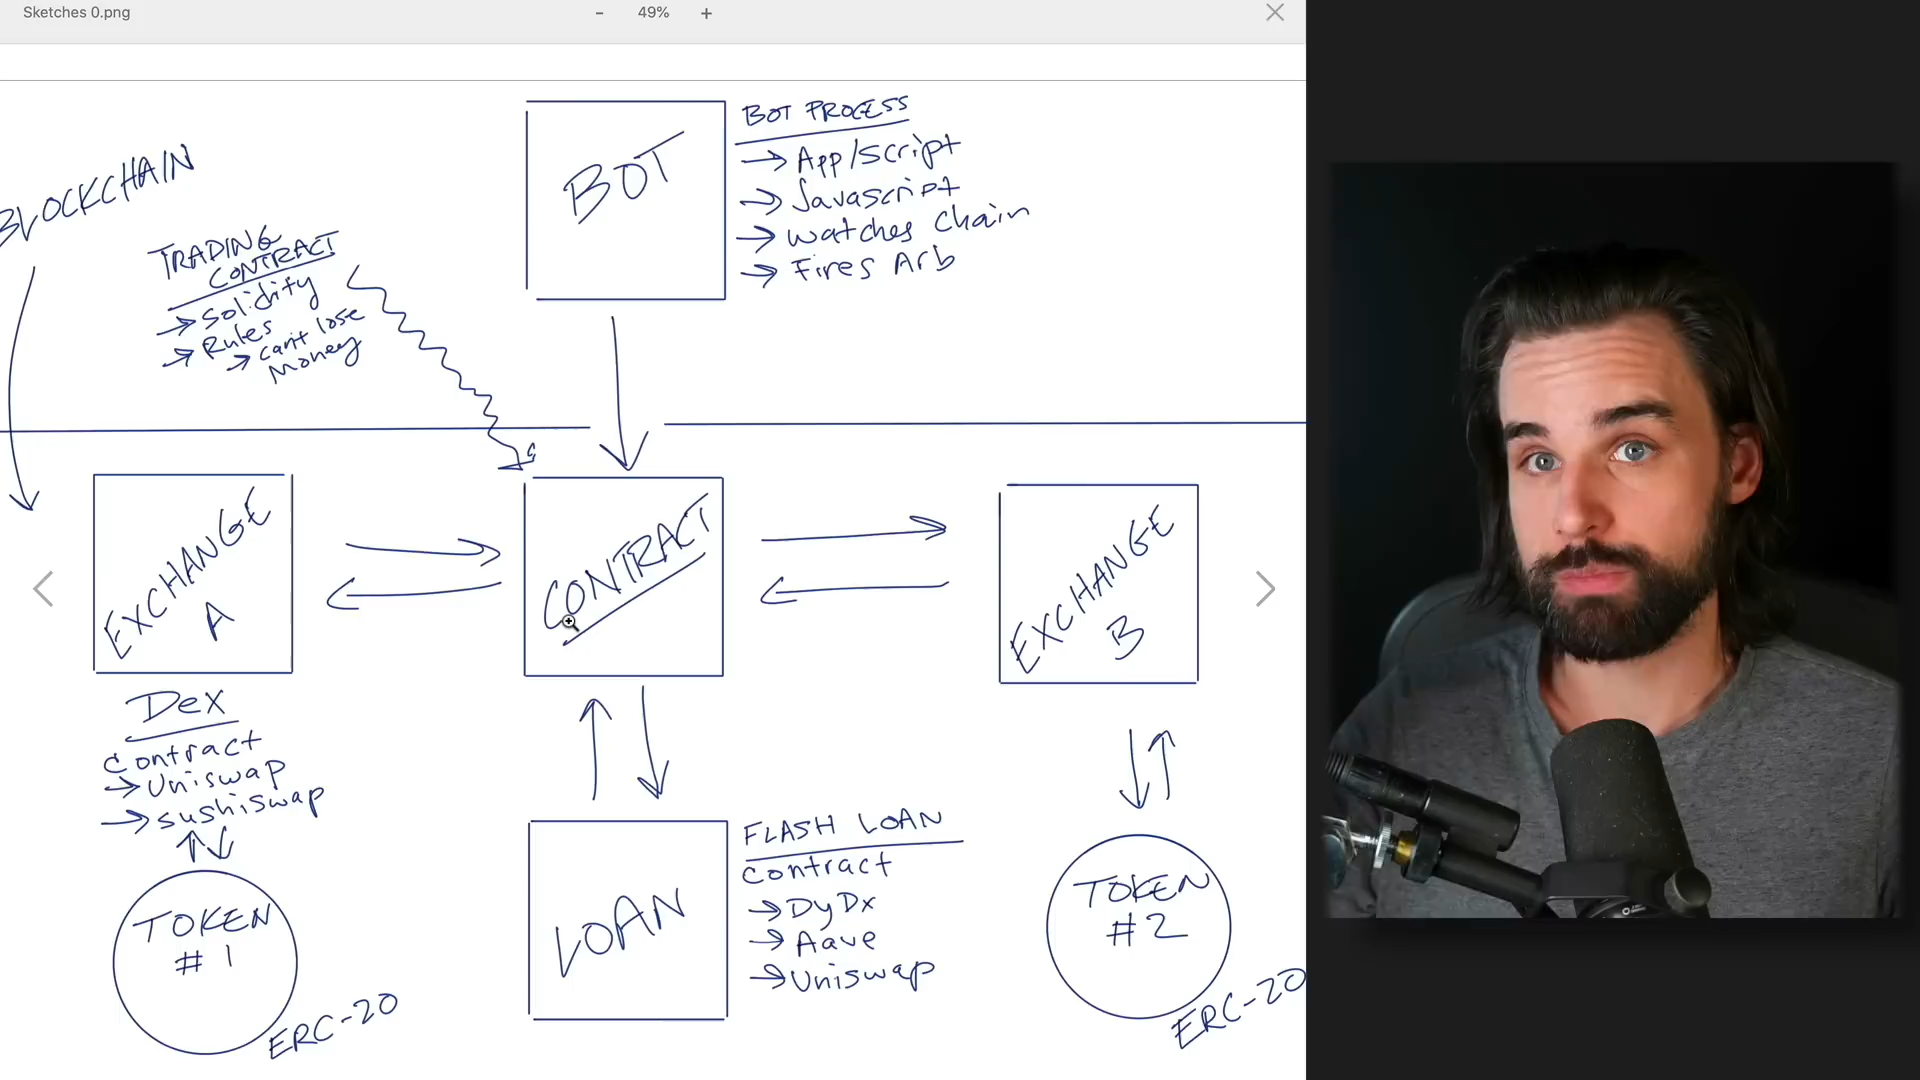 Sketches 0.png
- 49% +
BLOCKCHAIN
TRADING
CONTRACT
→ Solidity
→ Rules
→ Can't lose
Money
BOT
BOT PROCESS
→ App/Script
→ Javascript
→ Watches Chain
→ Fires Arb
EXCHANGE
A
CONTRACT
EXCHANGE
B
DeX
Contract
→ Uniswap
→ Sushiswap
TOKEN
# 1
ERC-20
LOAN
FLASH LOAN
Contract
→ DyDx
→ Aave
→ Uniswap
TOKEN
#2
ERC-20